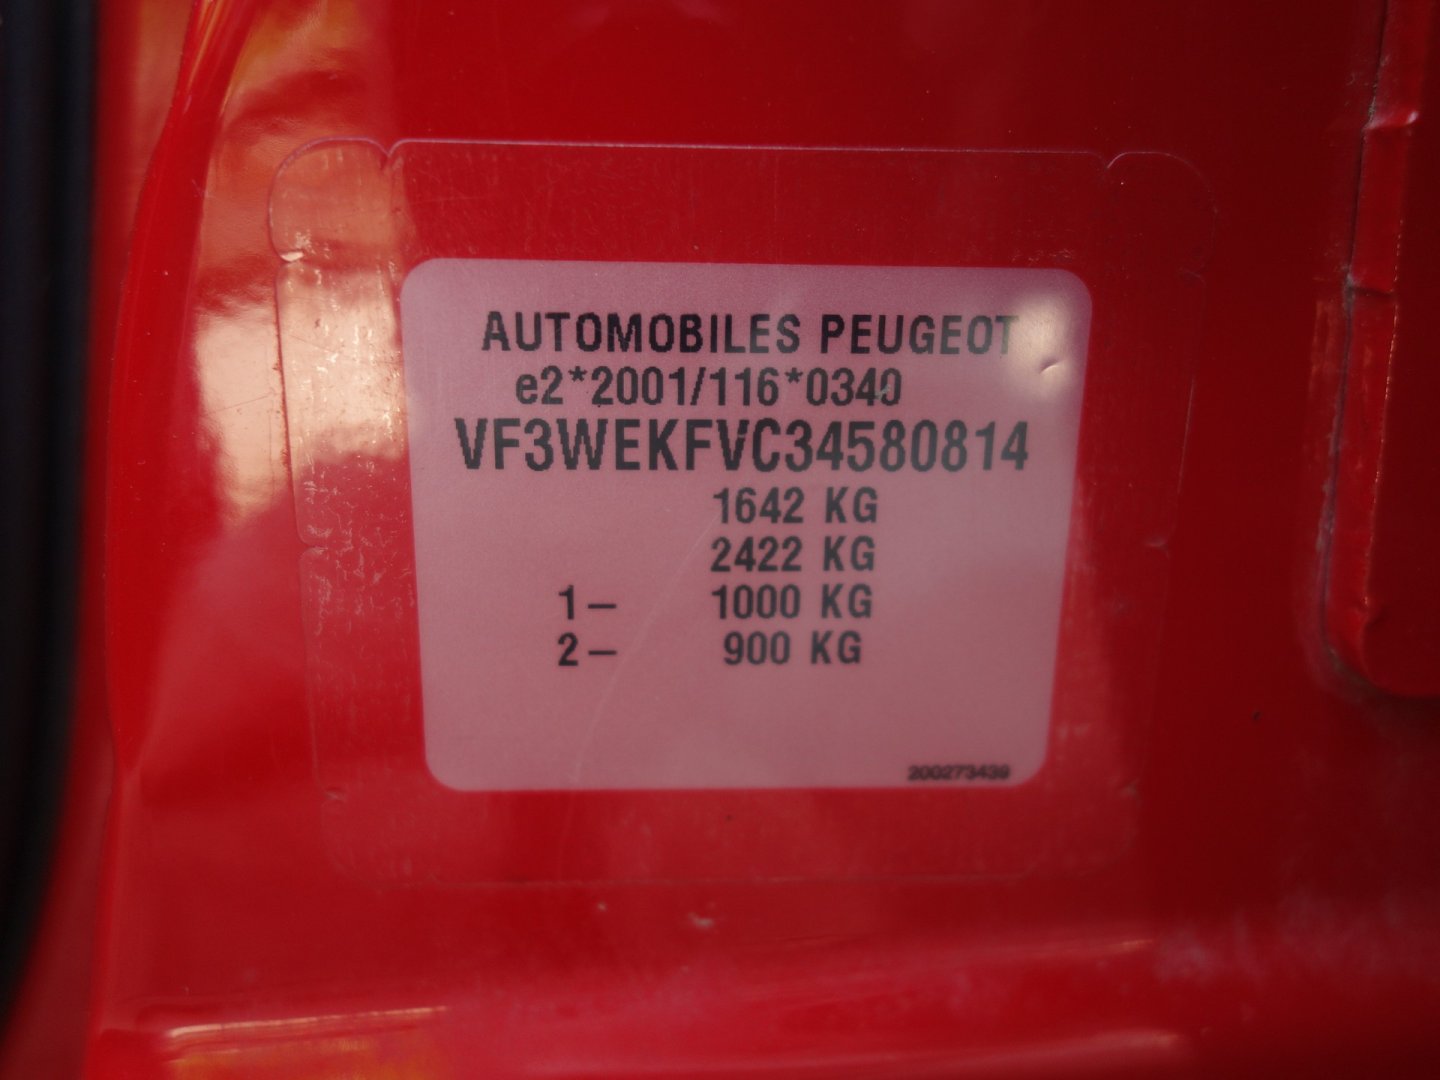 AUTOMOBILES PEUGEOT
e2*2001/116*0340
VF3WEKFVC34580814
1642 KG
2422 KG
1– 1000 KG
2– 900 KG
200273439